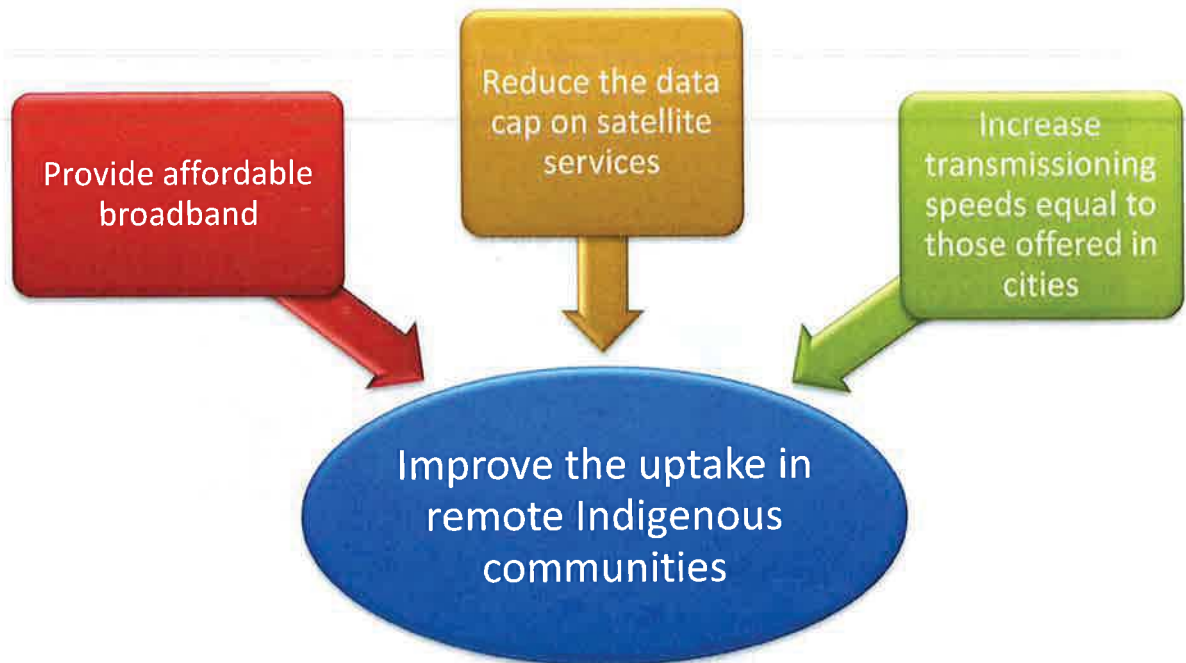 Provide affordable
broadband
Reduce the data
cap on satellite
services
Increase
transmissioning
speeds equal to
those offered in
cities
Improve the uptake in
remote Indigenous
communities